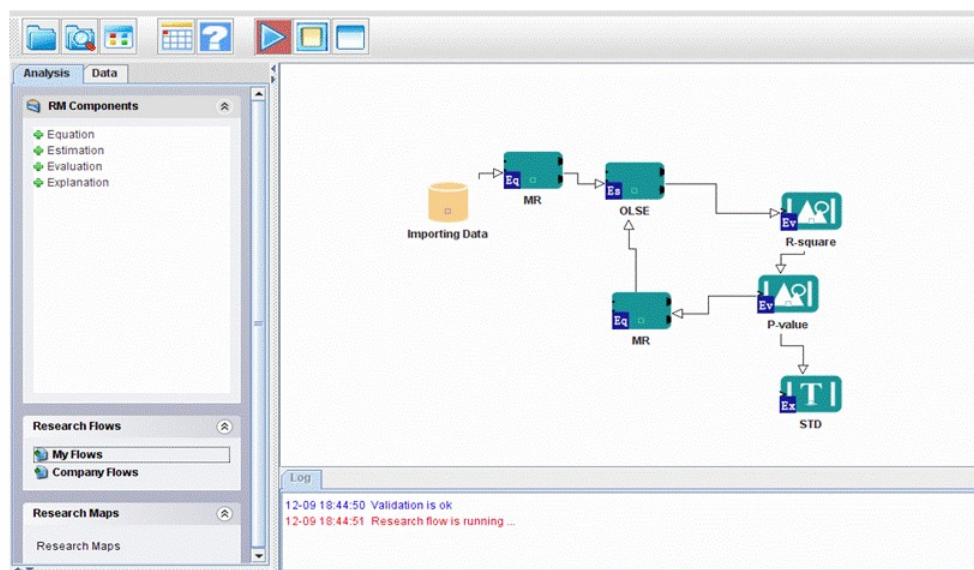 Analysis Data
RM Components
Equation
Estimation
Evaluation
Explanation
Research Flows
My Flows
Company Flows
Research Maps
Research Maps
Importing Data
Eq
MR
Es
OLSE
Ev
R-square
Ev
P-value
Eq
MR
T
Ex
STD
Log
12-09 18:44:50 Validation is ok
12-09 18:44:51 Research flow is running ...